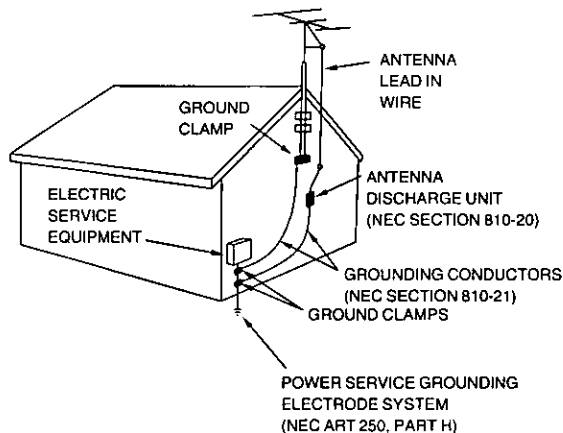 ANTENNA
LEAD IN
WIRE
GROUND
CLAMP
ANTENNA
DISCHARGE UNIT
(NEC SECTION 810-20)
ELECTRIC
SERVICE
EQUIPMENT
GROUNDING CONDUCTORS
(NEC SECTION 810-21)
GROUND CLAMPS
POWER SERVICE GROUNDING
ELECTRODE SYSTEM
(NEC ART 250, PART H)